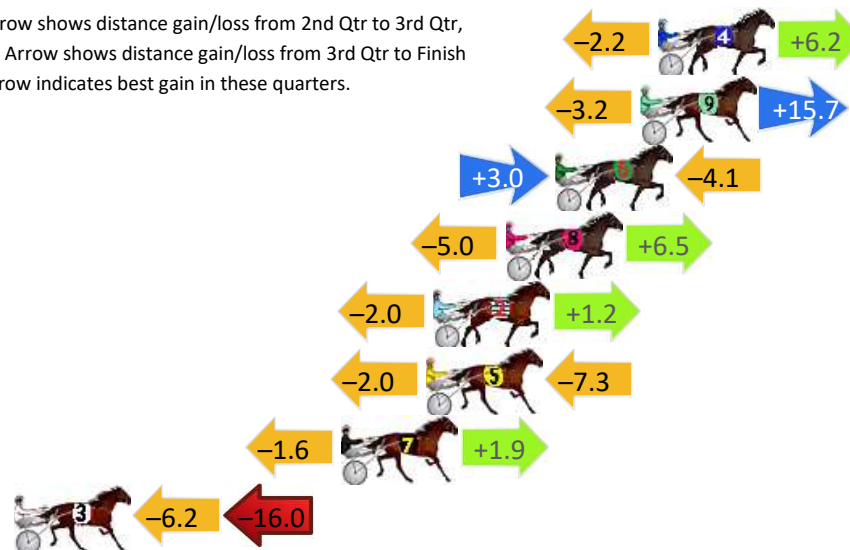 row shows distance gain/loss from 2nd Qtr to 3rd Qtr,
Arrow shows distance gain/loss from 3rd Qtr to Finish
row indicates best gain in these quarters.
–2.2 4 +6.2
–3.2 9 +15.7
+3.0 –4.1
–5.0 8 +6.5
–2.0 +1.2
–2.0 5 –7.3
–1.6 7 +1.9
3 –6.2 –16.0